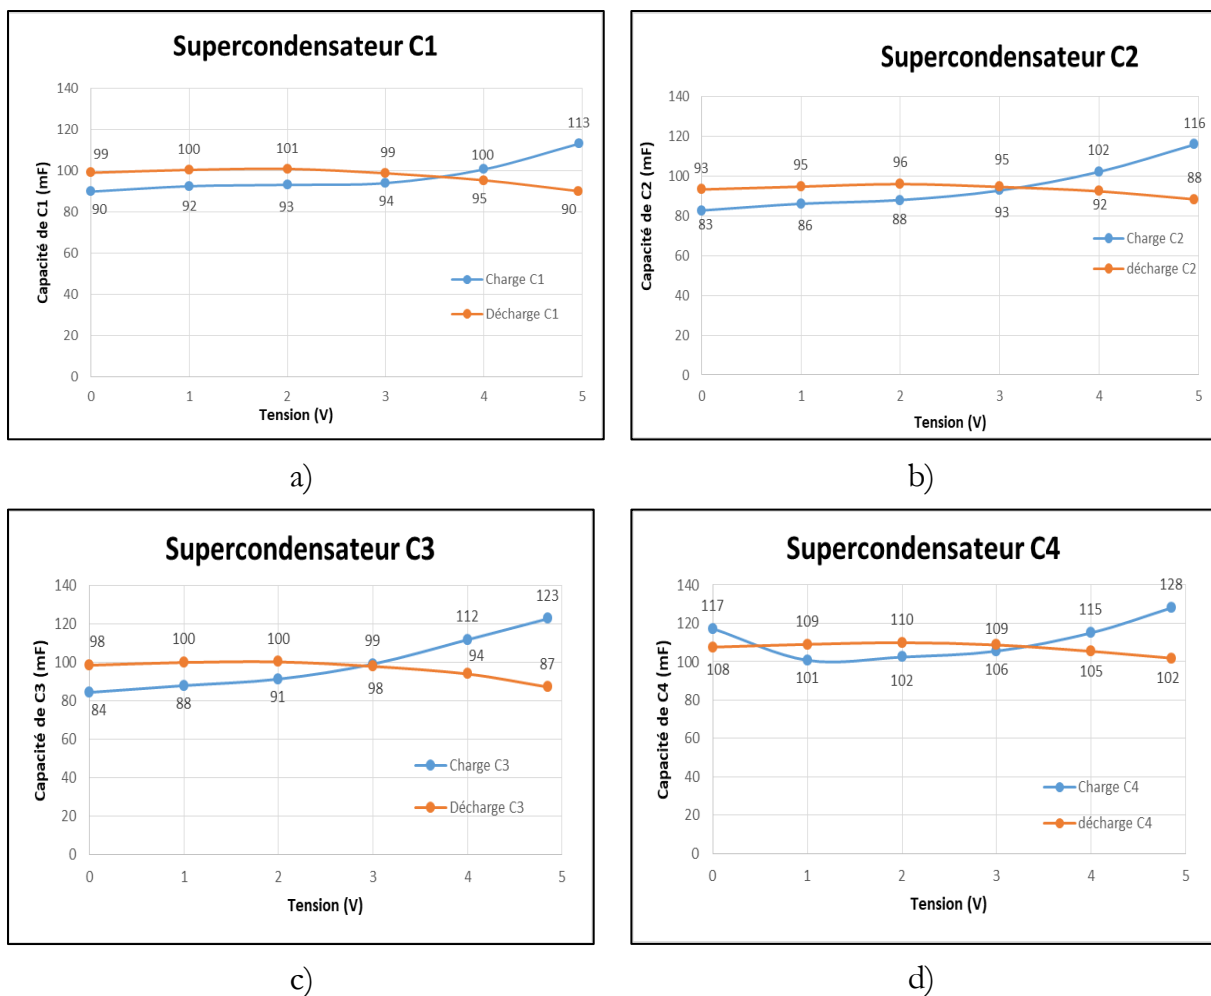 Supercondensateur C1
Capacité de C1 (mF)
140
120
100
80
60
40
20
0
99
100
101
99
100
113
90
92
93
94
95
90
Charge C1
Décharge C1
0 1 2 3 4 5
Tension (V)
a)
Supercondensateur C2
Capacité de C2 (mF)
140
120
100
80
60
40
20
0
93
95
96
95
102
116
88
83
86
88
93
92
Charge C2
décharge C2
0 1 2 3 4 5
Tension (V)
b)
Supercondensateur C3
Capacité de C3 (mF)
140
120
100
80
60
40
20
0
98
100
100
99
112
123
84
88
91
98
94
87
Charge C3
Décharge C3
0 1 2 3 4 5
Tension (V)
c)
Supercondensateur C4
Capacité de C4 (mF)
140
120
100
80
60
40
20
0
117
109
110
109
115
128
108
101
102
106
105
102
Charge C4
décharge C4
0 1 2 3 4 5
Tension (V)
d)